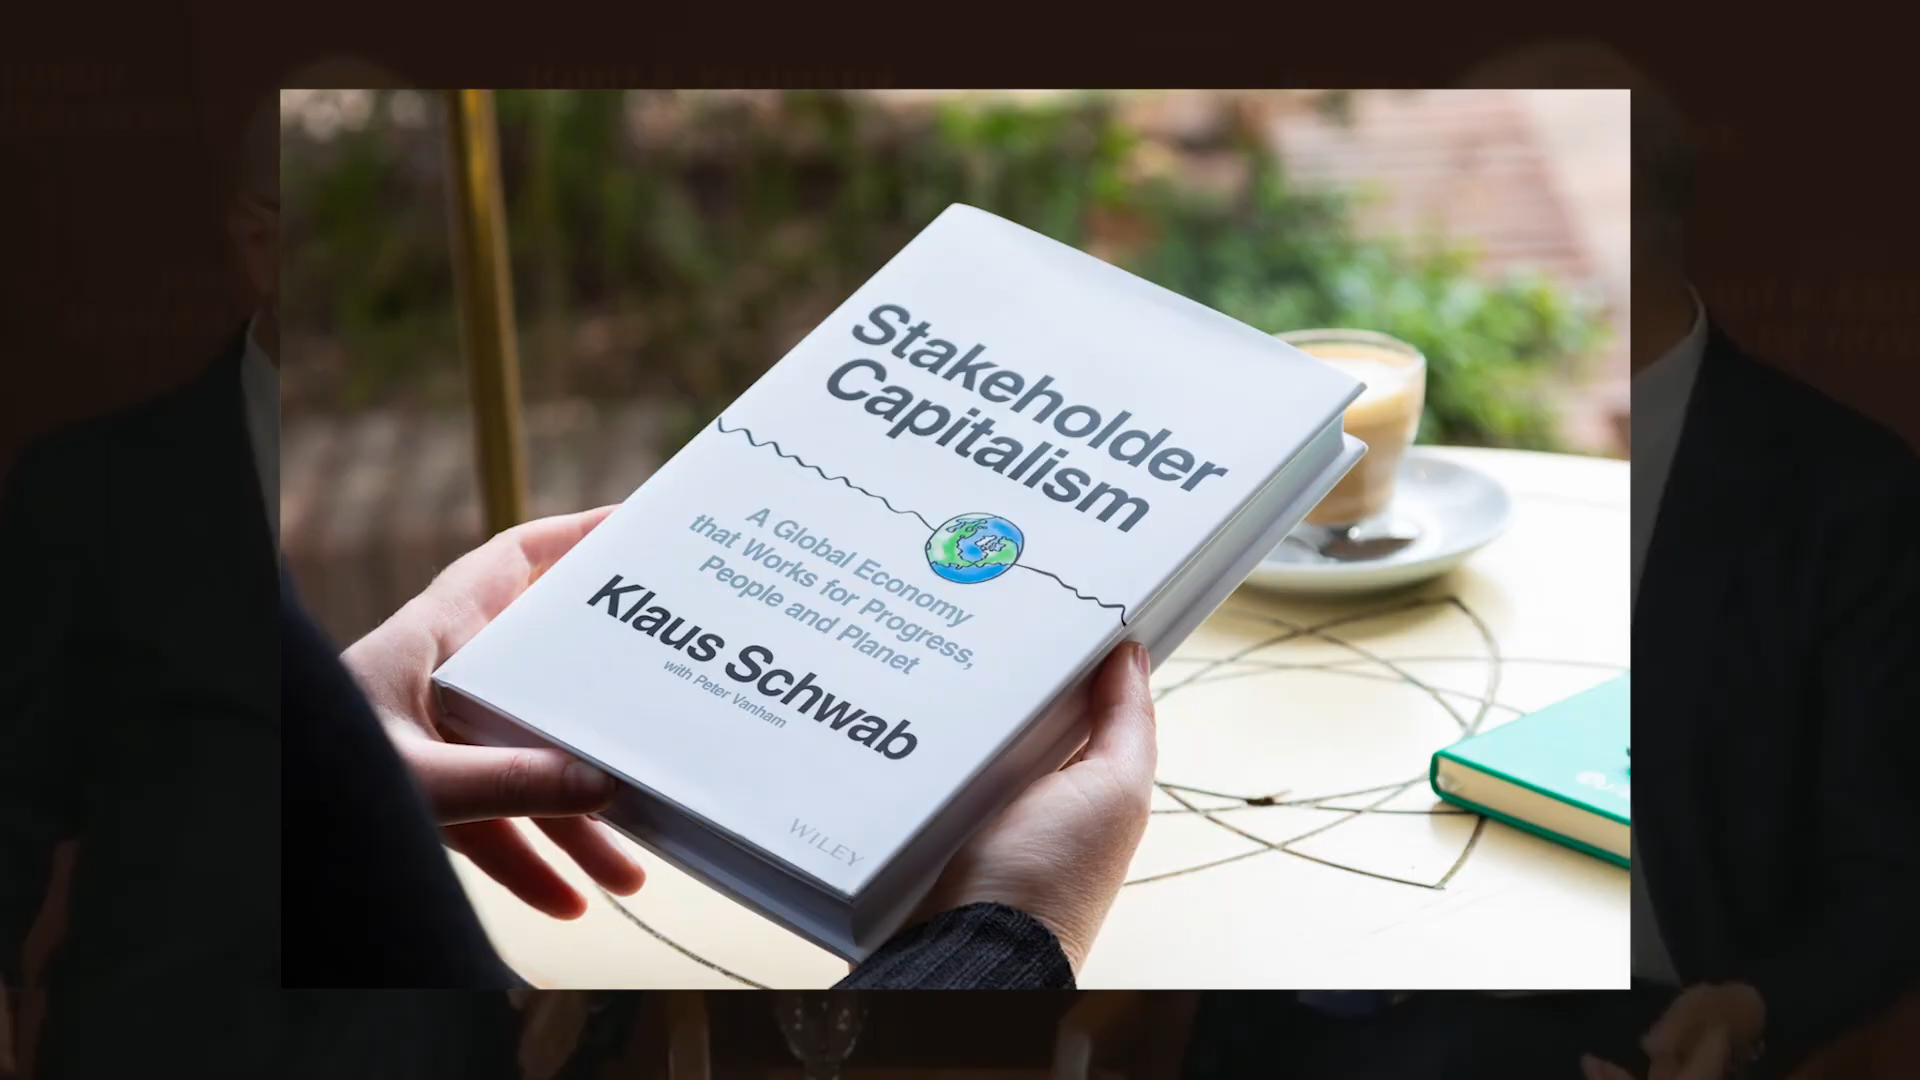 Stakeholder
Capitalism
A Global Economy
that Works for Progress,
People and Planet
Klaus Schwab
with Peter Vanham
WILEY